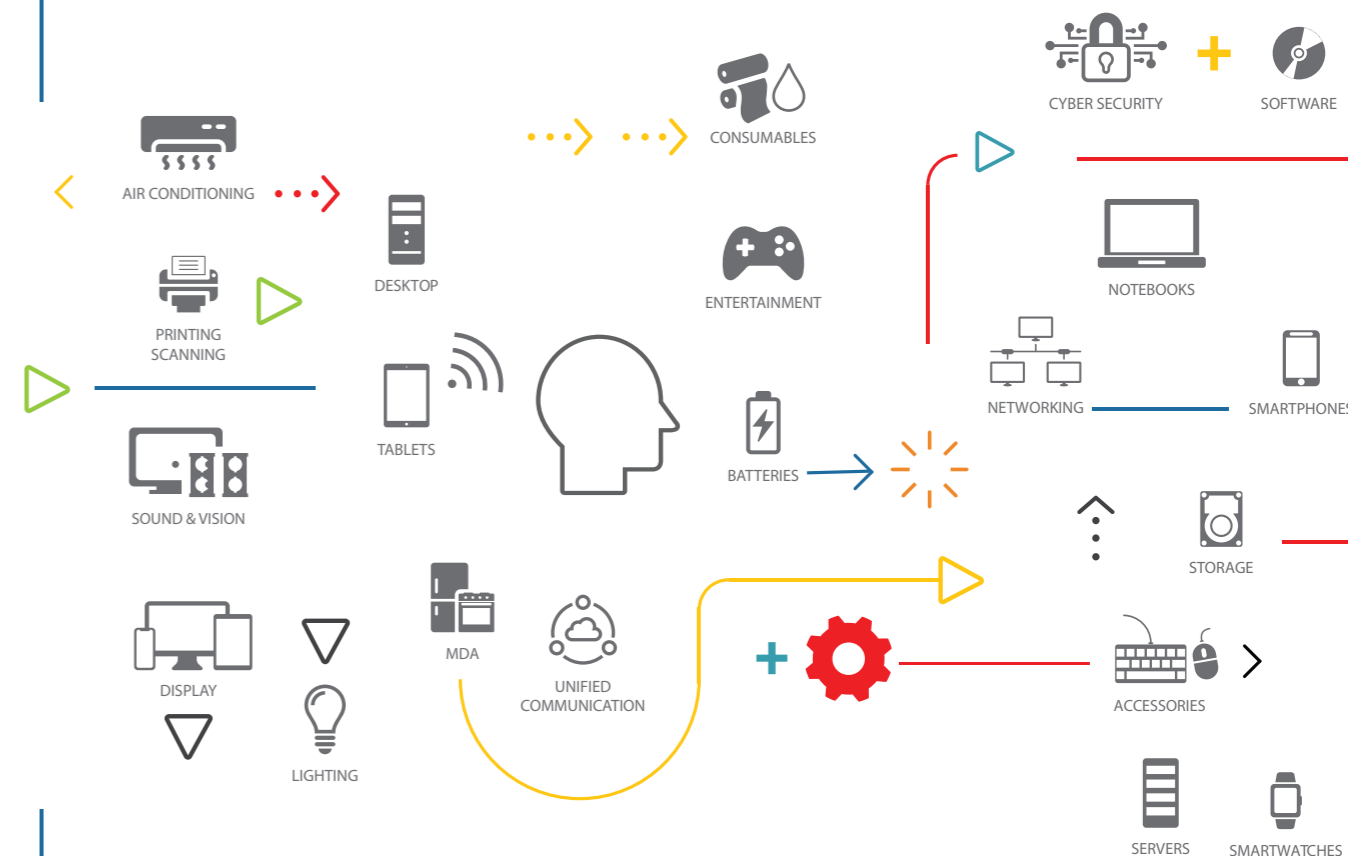 CYBER SECURITY
SOFTWARE
CONSUMABLES
AIR CONDITIONING
DESKTOP
ENTERTAINMENT
NOTEBOOKS
PRINTING
SCANNING
NETWORKING
SMARTPHONES
TABLETS
BATTERIES
SOUND & VISION
STORAGE
MDA
UNIFIED
COMMUNICATION
DISPLAY
ACCESSORIES
LIGHTING
SERVERS
SMARTWATCHES